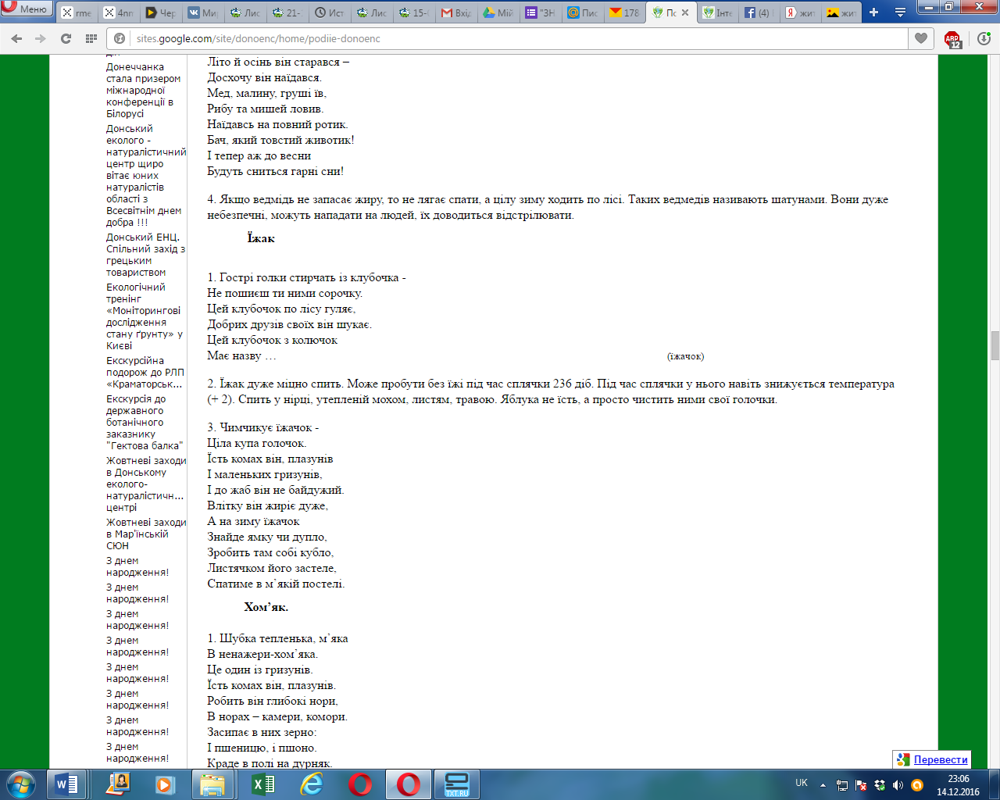 Меню
rme
4nn
Чер
Ми
Лис
21-
Ист
Лис
15-
Вхід
Мій
"ЗН
Пис
178
По
Інте
(4)
жит
жит
sites.google.com/site/donoenc/home/podiie-donoenc
ABP
12
Донеччанка
стала призером
міжнародної
конференції в
Білорусі
Донський
еколого -
натуралістичний
центр щиро
вітає юних
натуралістів
області з
Всесвітнім днем
добра !!!
Донський ЕНЦ.
Спільний захід з
грецьким
товариством
Екологічний
тренінг
«Моніторингові
дослідження
стану ґрунту» у
Києві
Екскурсійна
подорож до РЛП
«Краматорськ...
Екскурсія до
державного
ботанічного
заказнику
"Гектова балка"
Жовтневі заходи
в Донському
еколого-
натуралістичн...
центрі
Жовтневі заходи
в Мар'їнській
СЮН
З днем
народження!
З днем
народження!
З днем
народження!
З днем
народження!
З днем
народження!
З днем
народження!
З днем
народження!
З днем
народження!
Літо й осінь він старався –
Досхочу він наїдався.
Мед, малину, груші їв,
Рибу та мишей ловив.
Наїдавсь на повний ротик.
Бач, який товстий животик!
І тепер аж до весни
Будуть сниться гарні сни!
4. Якщо ведмідь не запасає жиру, то не лягає спати, а цілу зиму ходить по лісі. Таких ведмедів називають шатунами. Вони дуже
небезпечні, можуть нападати на людей, їх доводиться відстрілювати.
Їжак
1. Гострі голки стирчать із клубочка -
Не пошиєш ти ними сорочку.
Цей клубочок по лісу гуляє,
Добрих друзів своїх він шукає.
Цей клубочок з колючок
Має назву … (їжачок)
2. Їжак дуже міцно спить. Може пробути без їжі під час сплячки 236 діб. Під час сплячки у нього навіть знижується температура
(+ 2). Спить у нірці, утепленій мохом, листям, травою. Яблука не їсть, а просто чистить ними свої голочки.
3. Чимчикує їжачок -
Ціла купа голочок.
Їсть комах він, плазунів
І маленьких гризунів,
І до жаб він не байдужий.
Влітку він жиріє дуже,
А на зиму їжачок
Знайде ямку чи дупло,
Зробить там собі кубло,
Листячком його застеле,
Спатиме в м’якій постелі.
Хом’як.
1. Шубка тепленька, м’яка
В ненажери-хом’яка.
Це один із гризунів.
Їсть комах він, плазунів.
Робить він глибокі нори,
В норах – камери, комори.
Засипає в них зерно:
І пшеницю, і пшоно.
Краде в полі на дурняк.
Перевести
TXT.RU
UK
23:06
14.12.2016